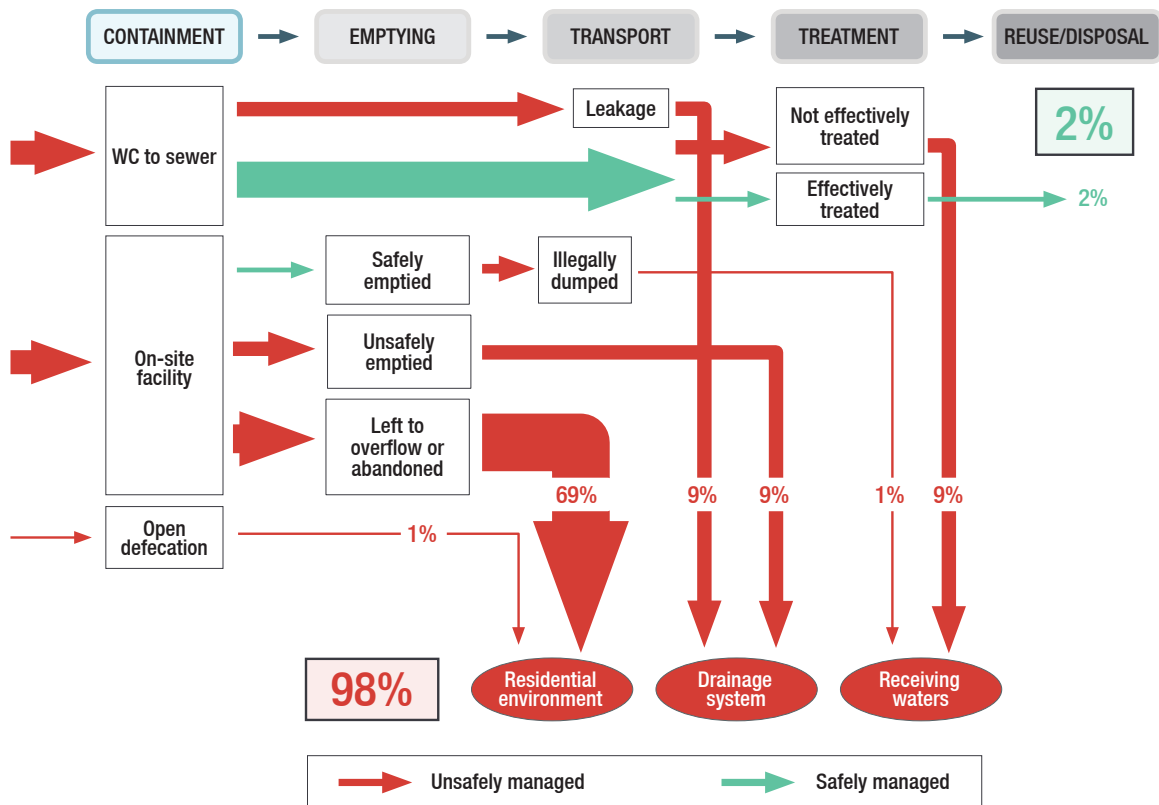 CONTAINMENT
EMPTYING
TRANSPORT
TREATMENT
REUSE/DISPOSAL
WC to sewer
Leakage
Not effectively
treated
2%
Effectively
treated
2%
On-site
facility
Safely
emptied
Illegally
dumped
Unsafely
emptied
Left to
overflow or
abandoned
69%
9%
9%
1%
9%
Open
defecation
1%
98%
Residential
environment
Drainage
system
Receiving
waters
Unsafely managed
Safely managed